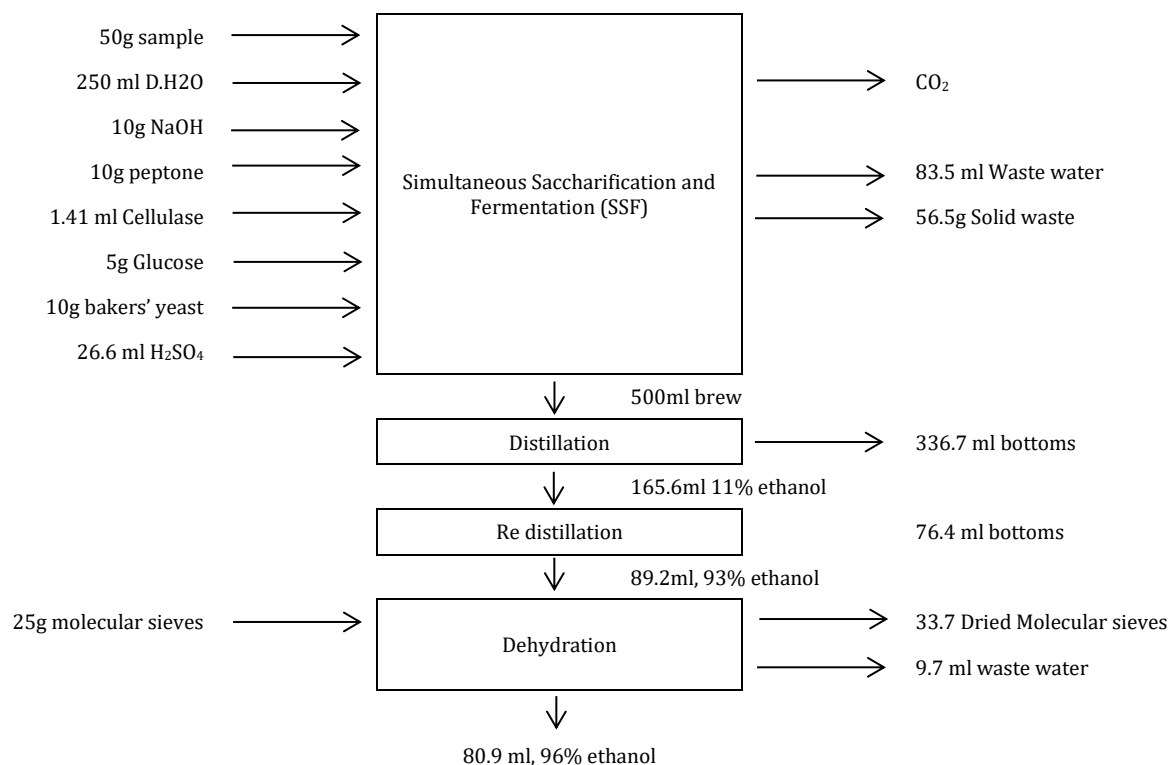 50g sample
250 ml D.H2O
10g NaOH
10g peptone
1.41 ml Cellulase
5g Glucose
10g bakers’ yeast
26.6 ml H₂SO₄
Simultaneous Saccharification and
Fermentation (SSF)
CO₂
83.5 ml Waste water
56.5g Solid waste
500ml brew
Distillation
336.7 ml bottoms
165.6ml 11% ethanol
Re distillation
76.4 ml bottoms
89.2ml, 93% ethanol
25g molecular sieves
Dehydration
33.7 Dried Molecular sieves
9.7 ml waste water
80.9 ml, 96% ethanol